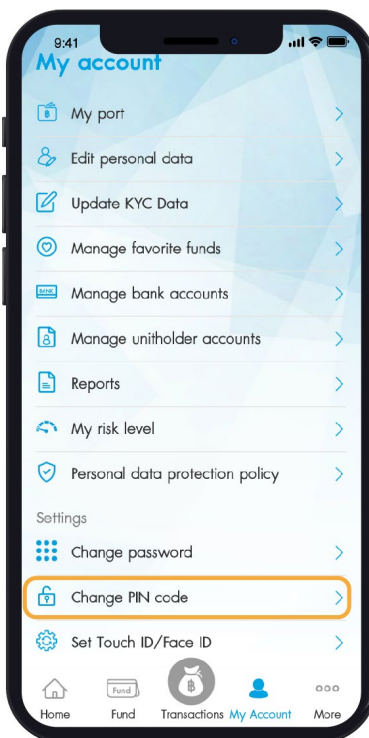 9:41
My account
฿
My port
Edit personal data
Update KYC Data
Manage favorite funds
BANK
Manage bank accounts
Manage unitholder accounts
Reports
My risk level
Personal data protection policy
Settings
Change password
Change PIN code
Set Touch ID/Face ID
Fund
฿
Home Fund Transactions My Account More